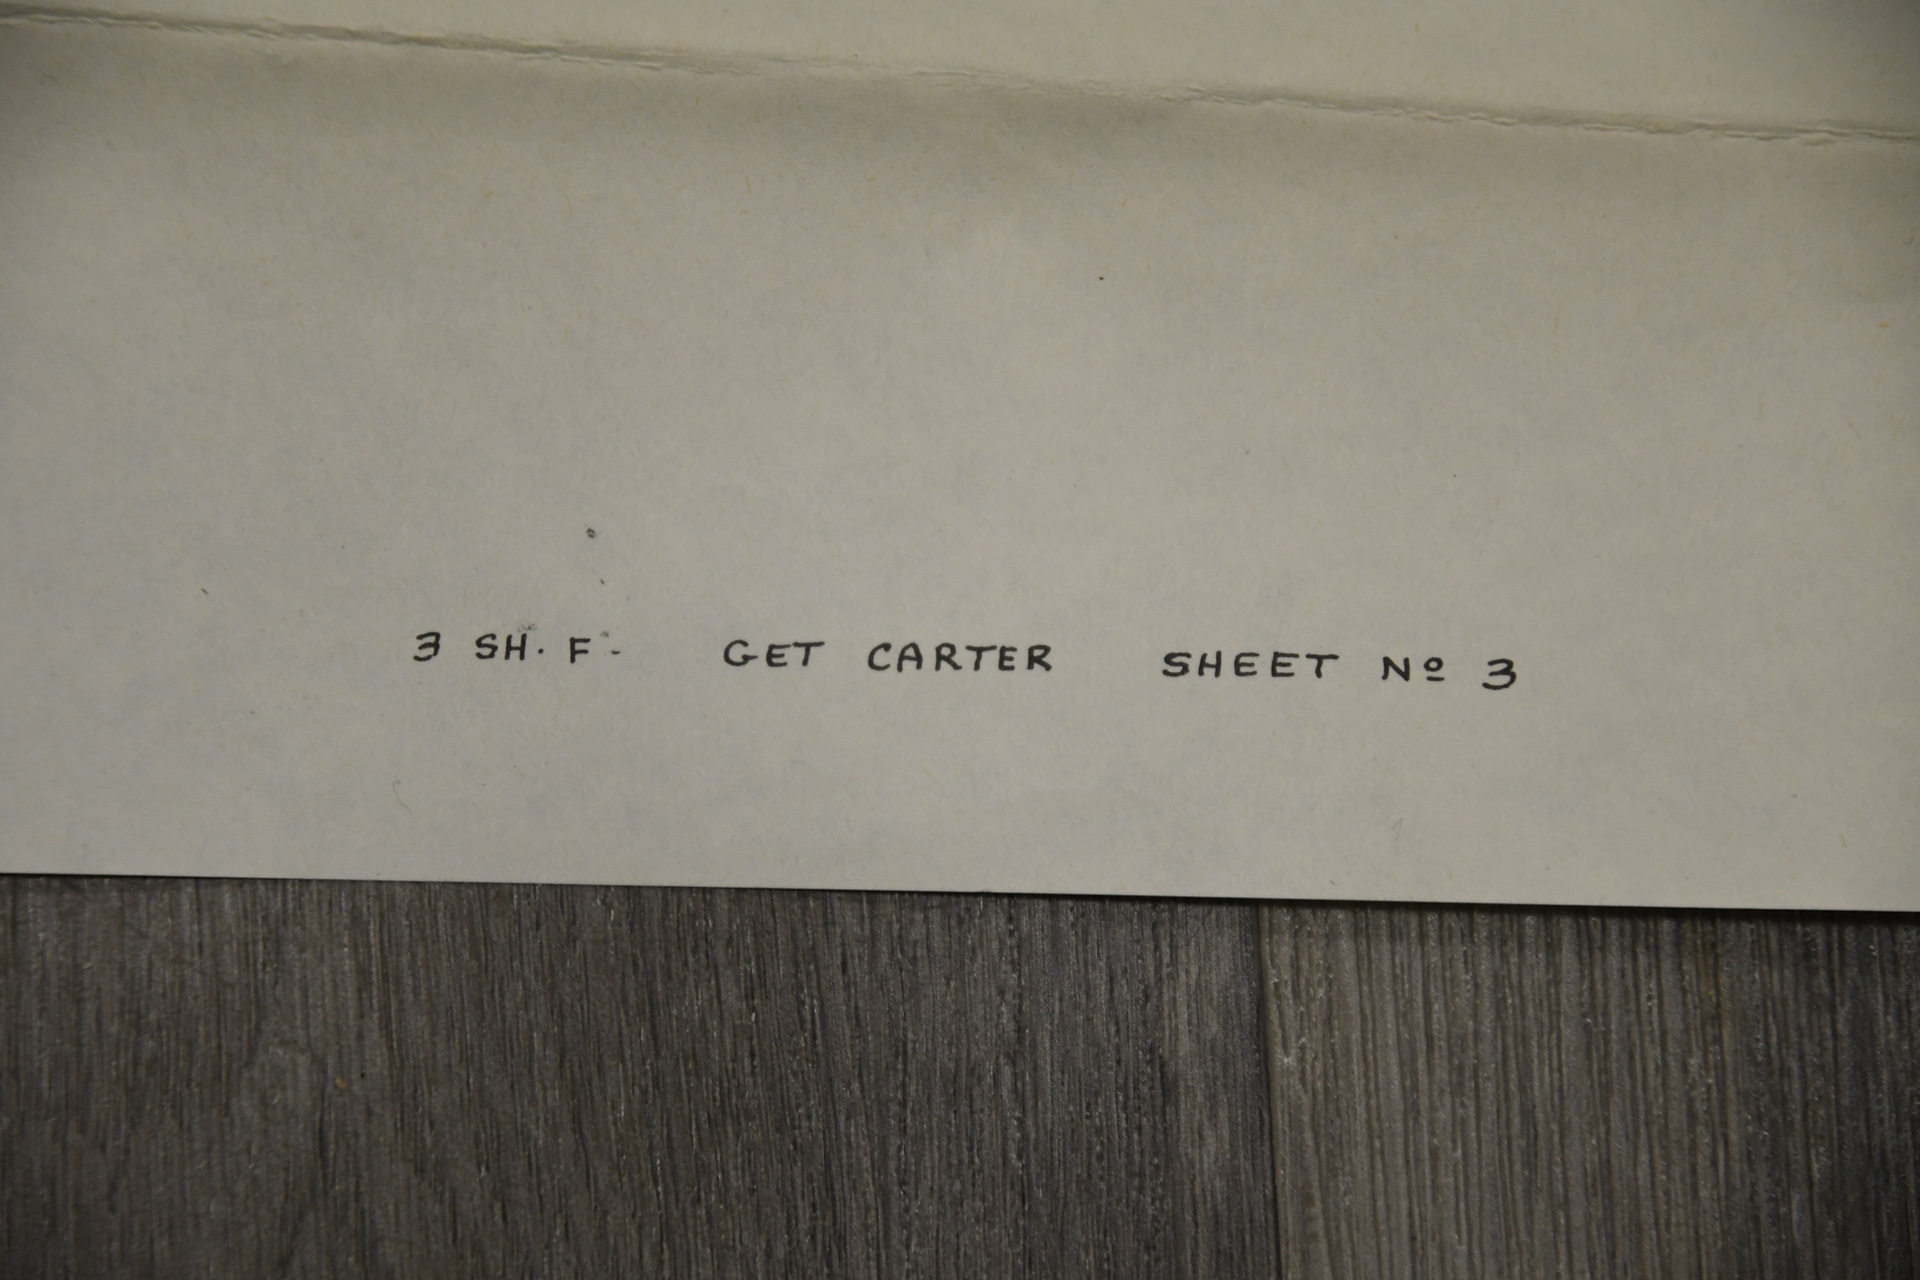 3 SH. F. GET CARTER SHEET Nº 3